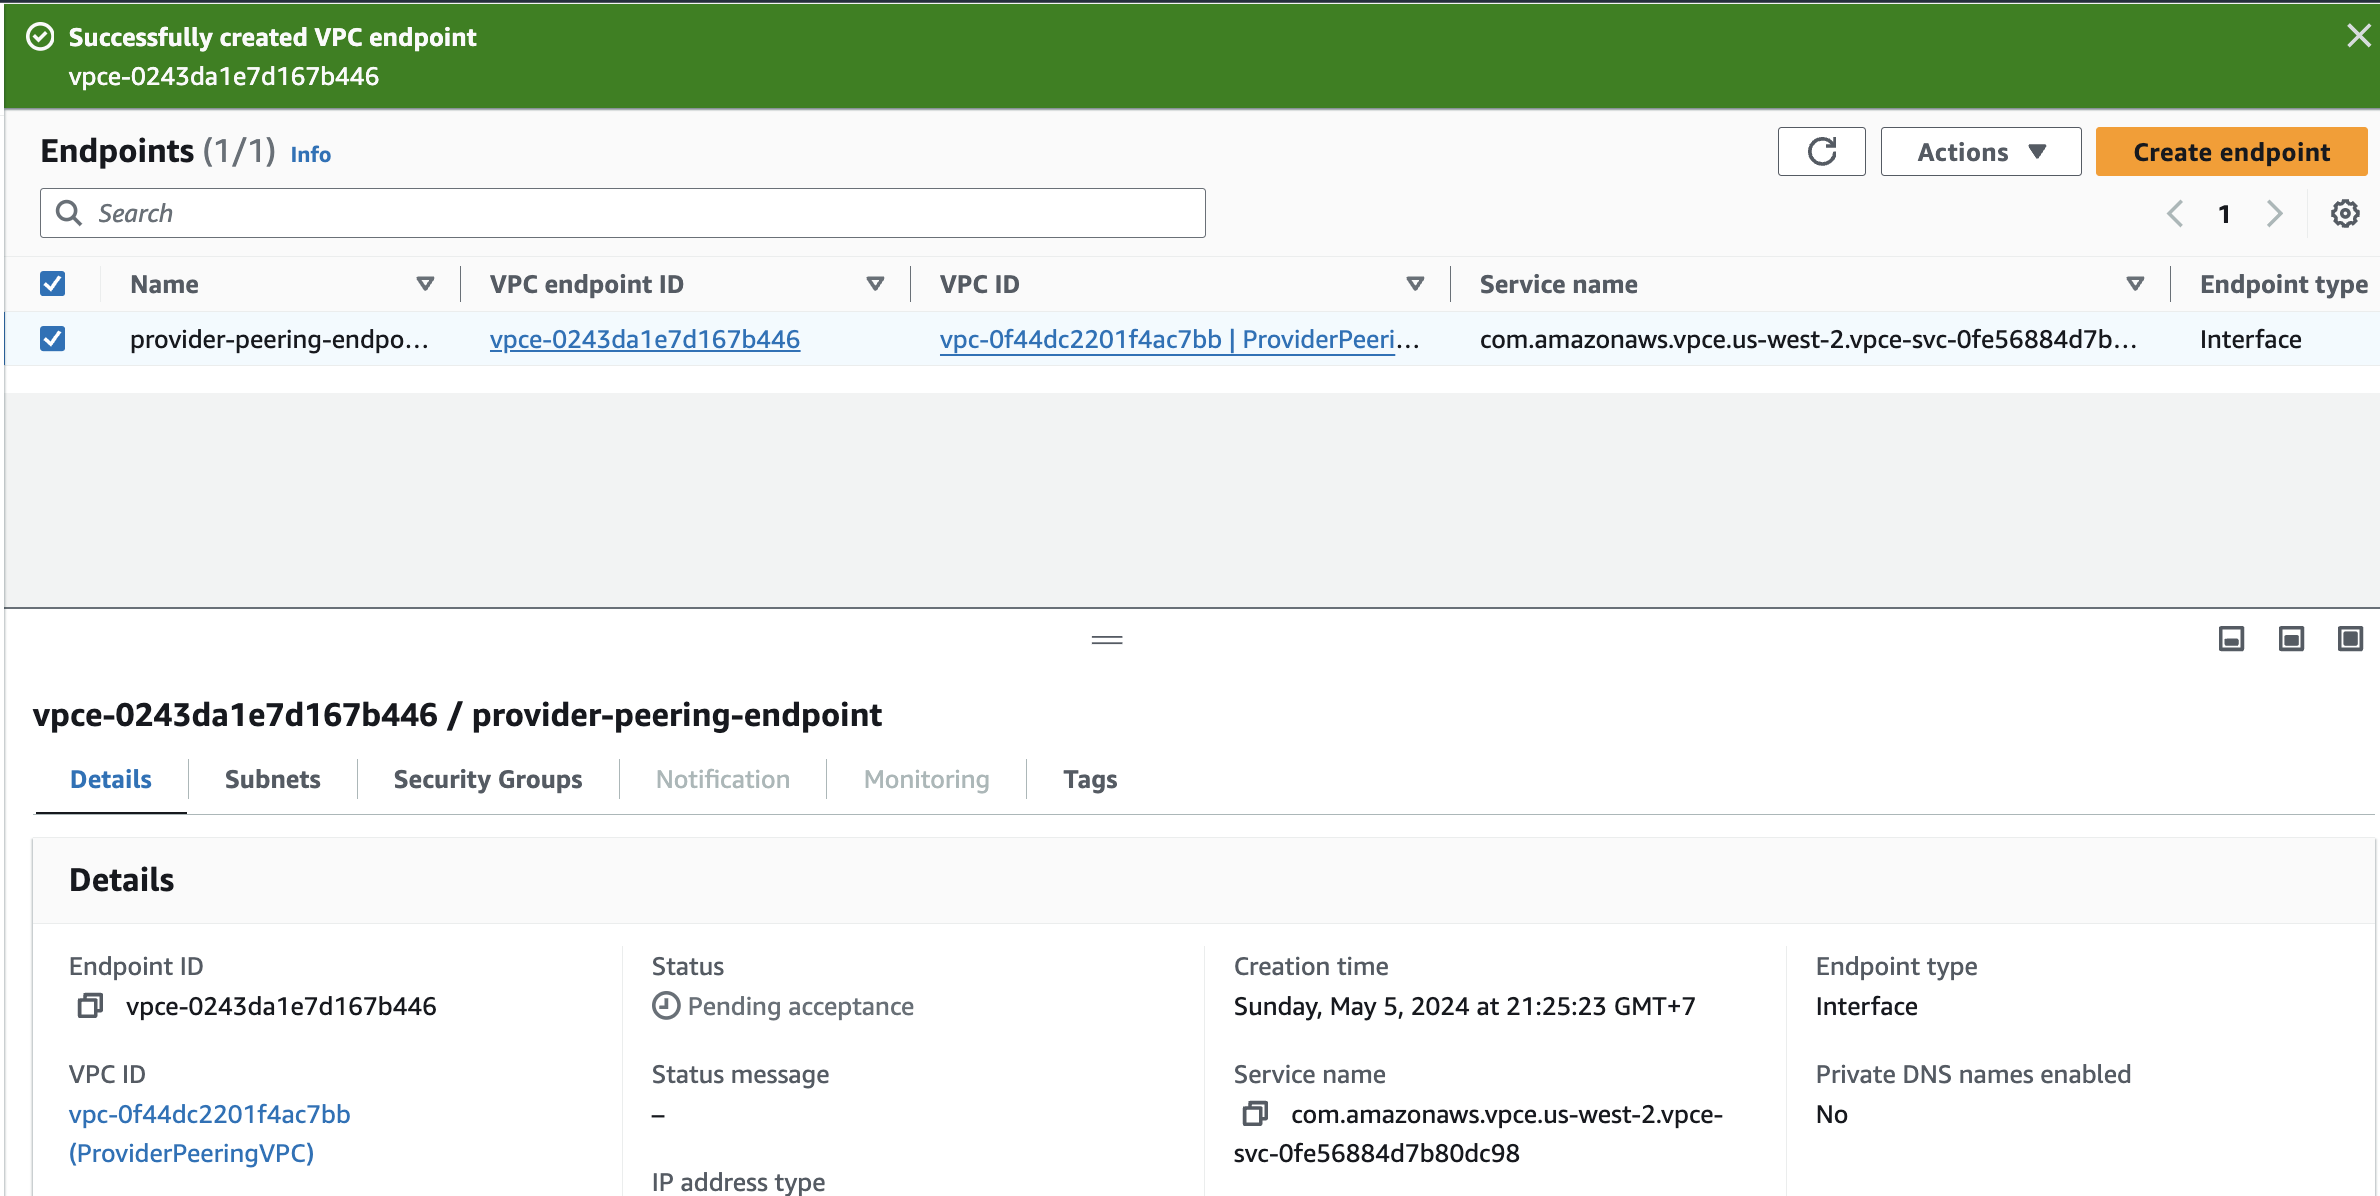 Successfully created VPC endpoint
vpce-0243da1e7d167b446
Endpoints (1/1) Info
Actions
Create endpoint
Search
1
Name VPC endpoint ID VPC ID Service name Endpoint type
provider-peering-endpo... vpce-0243da1e7d167b446 vpc-0f44dc2201f4ac7bb | ProviderPeeri... com.amazonaws.vpce.us-west-2.vpce-svc-0fe56884d7b... Interface
vpce-0243da1e7d167b446 / provider-peering-endpoint
Details Subnets Security Groups Notification Monitoring Tags
Details
Endpoint ID
vpce-0243da1e7d167b446
VPC ID
vpc-0f44dc2201f4ac7bb
(ProviderPeeringVPC)
Status
Pending acceptance
Status message
–
IP address type
Creation time
Sunday, May 5, 2024 at 21:25:23 GMT+7
Service name
com.amazonaws.vpce.us-west-2.vpce-
svc-0fe56884d7b80dc98
Endpoint type
Interface
Private DNS names enabled
No